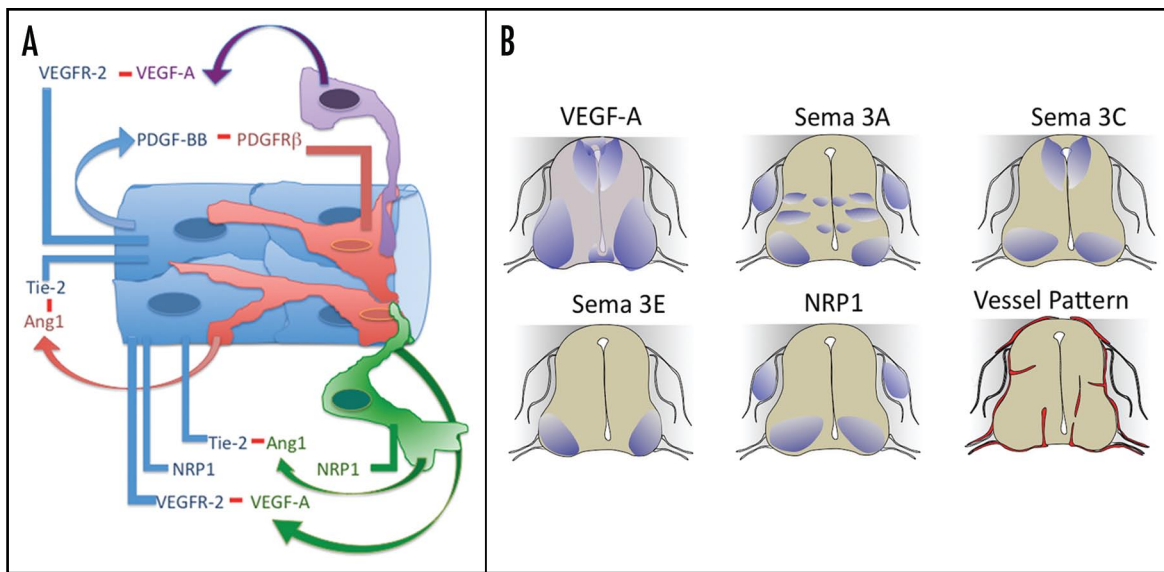 A
VEGFR-2 VEGF-A
PDGF-BB PDGFRβ
Tie-2
Ang1
Tie-2 Ang1
NRP1 NRP1
VEGFR-2 VEGF-A
B
VEGF-A Sema 3A Sema 3C
Sema 3E NRP1 Vessel Pattern